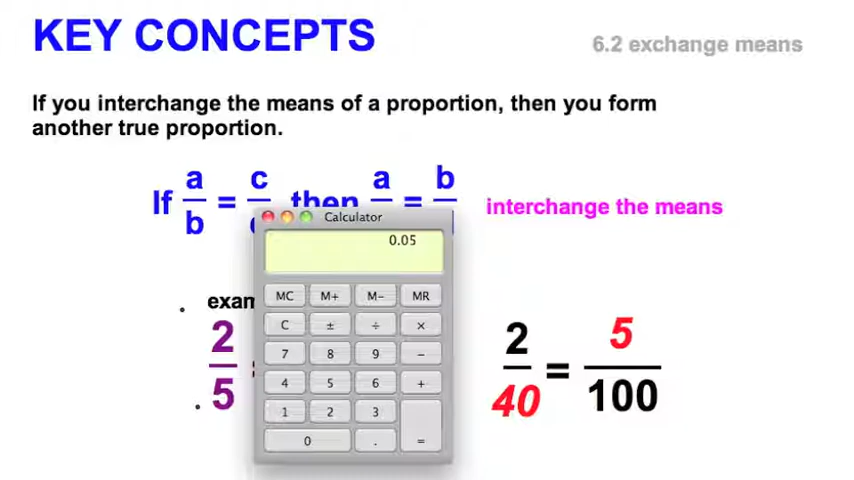 KEY CONCEPTS
6.2 exchange means
If you interchange the means of a proportion, then you form
another true proportion.
If a/b = c/ then a/ = b/
interchange the means
Calculator
0.05
MC M+ M− MR
C ± ÷ ×
7 8 9 −
4 5 6 +
1 2 3
0 . =
2/5 =
2/40 = 5/100